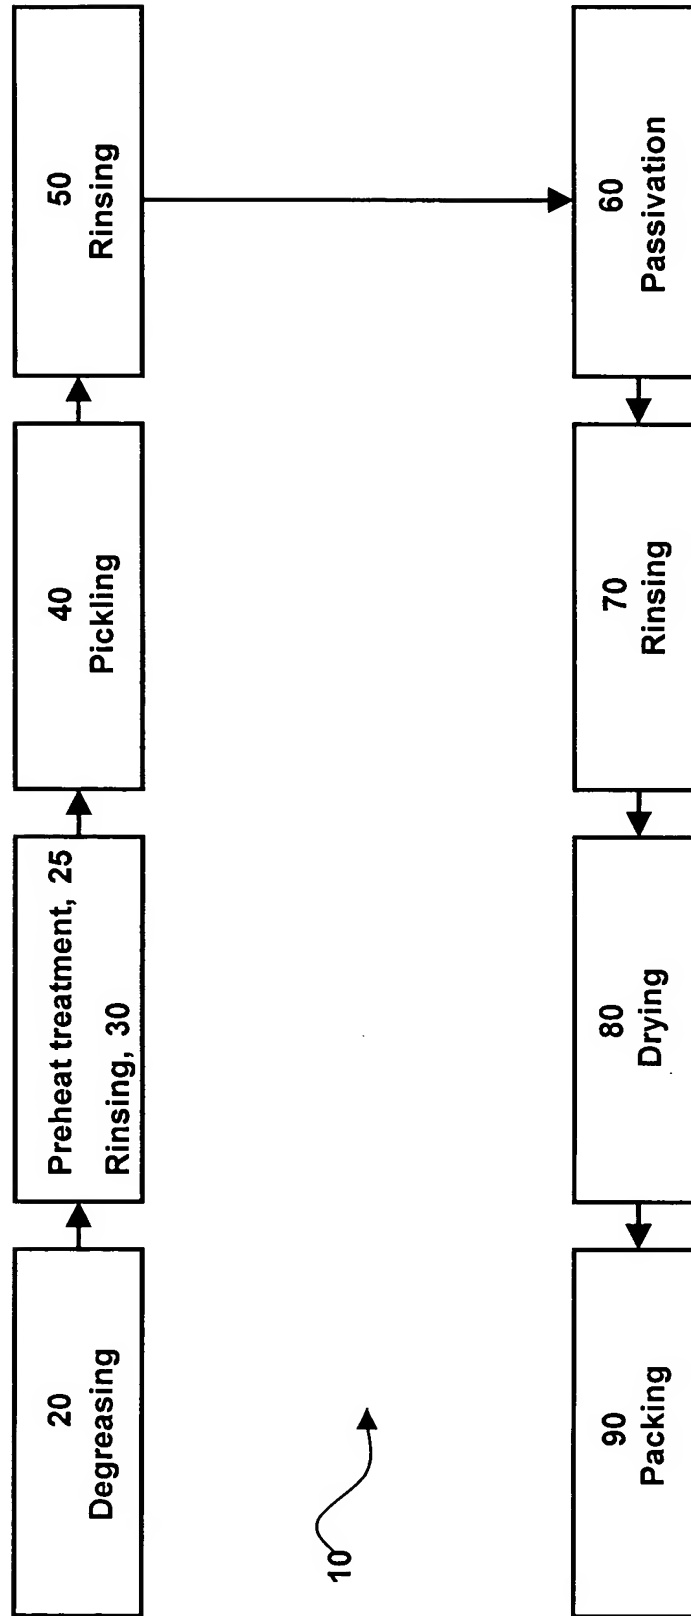 20
Degreasing
Preheat treatment, 25
Rinsing, 30
40
Pickling
50
Rinsing
10
90
Packing
80
Drying
70
Rinsing
60
Passivation